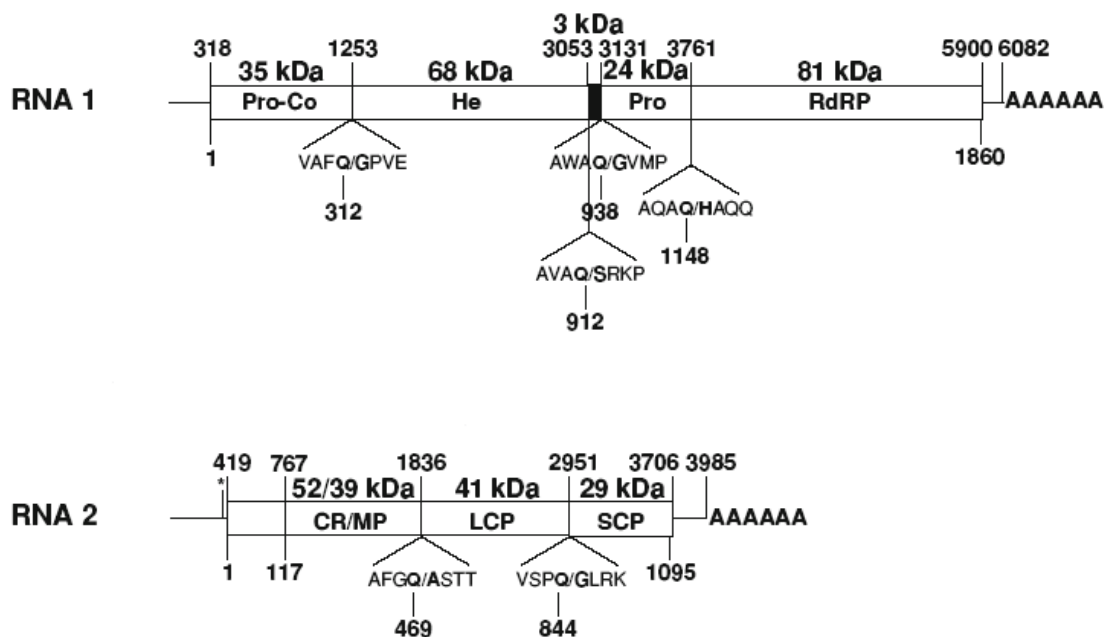 3 kDa
318 1253 3053 3131 3761 5900 6082
35 kDa 68 kDa 24 kDa 81 kDa
RNA 1 Pro-Co He Pro RdRP AAAAAA
1 VAFQ/GPVE AWAQ/GVMP 1860
312 938 AQAQ/HAQQ
1148
AVAQ/SRKP
912
419 767 1836 2951 3706 3985
*
52/39 kDa 41 kDa 29 kDa
RNA 2 CR/MP LCP SCP AAAAAA
1 117 AFGQ/ASTT VSPQ/GLRK 1095
469 844